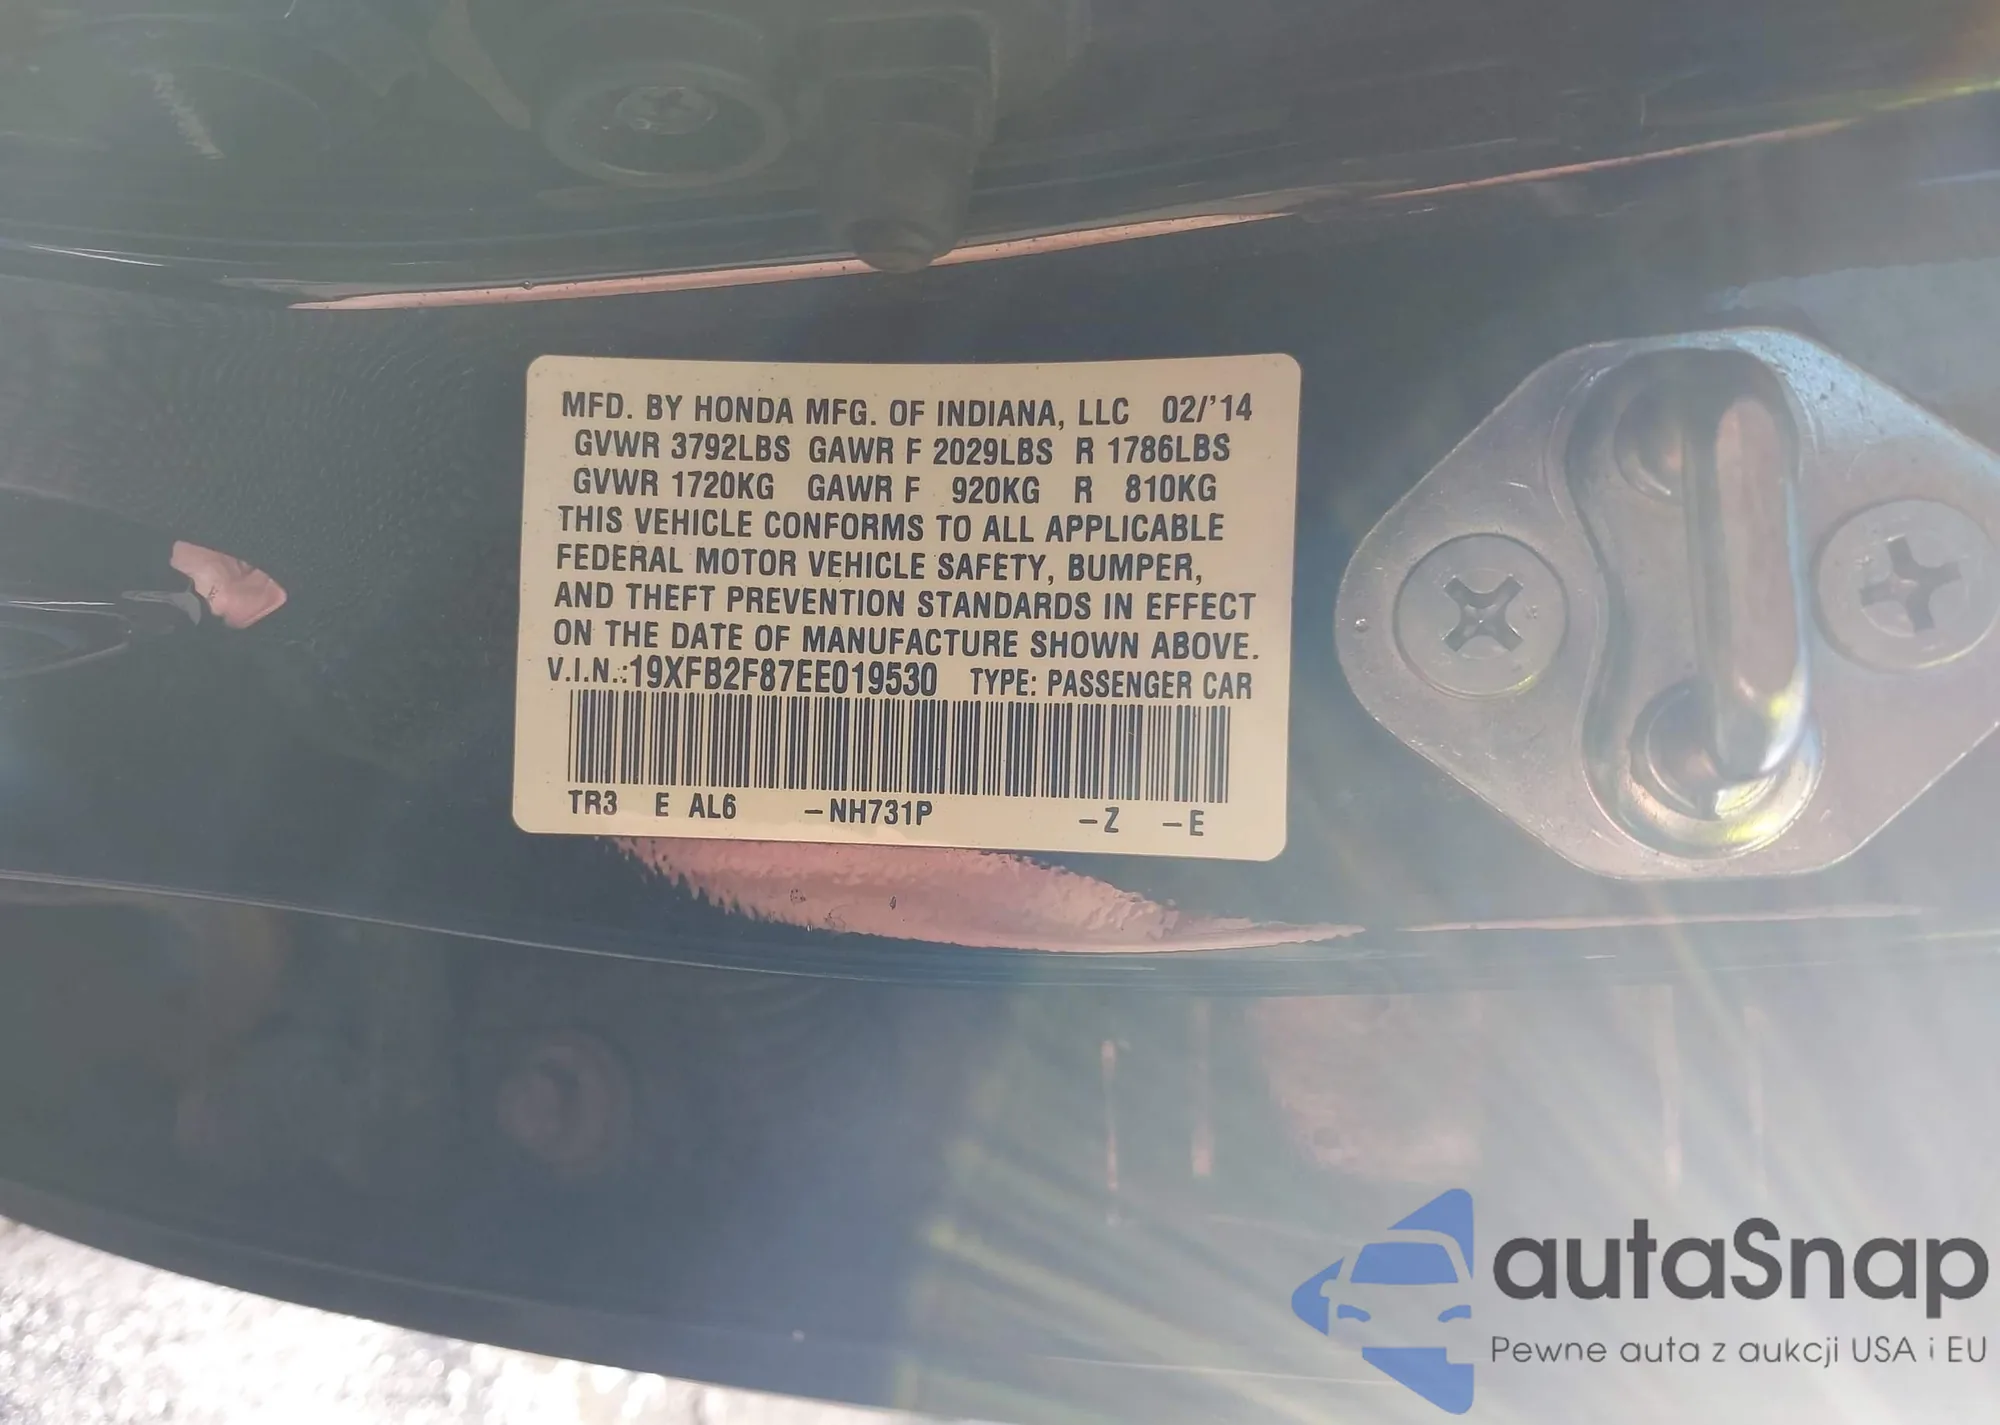 MFD. BY HONDA MFG. OF INDIANA, LLC 02/'14
GVWR 3792LBS GAWR F 2029LBS R 1786LBS
GVWR 1720KG GAWR F 920KG R 810KG
THIS VEHICLE CONFORMS TO ALL APPLICABLE
FEDERAL MOTOR VEHICLE SAFETY, BUMPER,
AND THEFT PREVENTION STANDARDS IN EFFECT
ON THE DATE OF MANUFACTURE SHOWN ABOVE.
V.I.N.:19XFB2F87EE019530 TYPE: PASSENGER CAR
TR3 E AL6 -NH731P -Z -E
autaSnap
Pewne auta z aukcji USA i EU